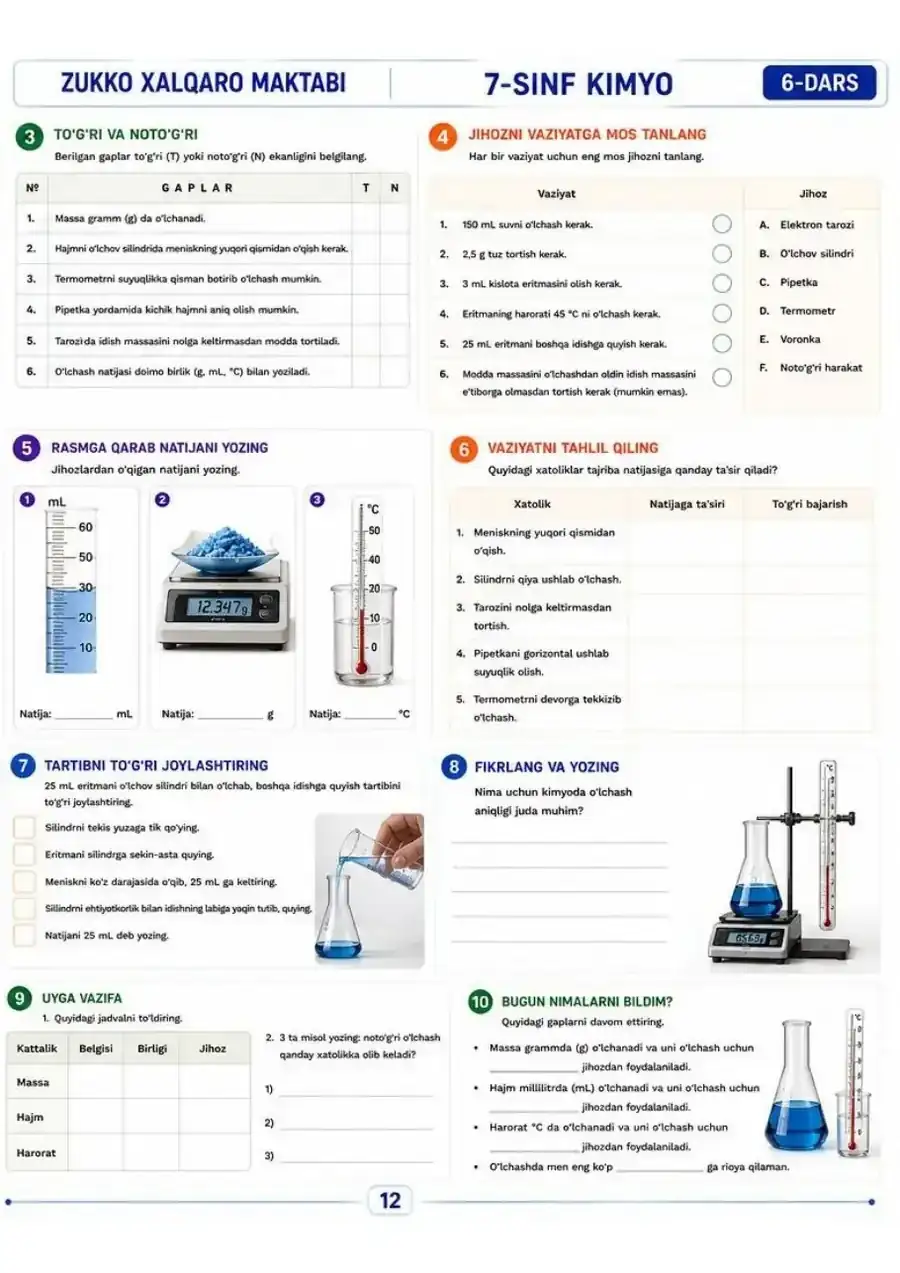 ZUKKO XALQARO MAKTABI
7-SINF KIMYO
6-DARS
3 TO'G'RI VA NOTO'G'RI
Berilgan gaplar to'g'ri (T) yoki noto'g'ri (N) ekanligini belgilang.
№ GAPLAR T N
1. Massa gramm (g) da o'lchanadi.
2. Hajmni o'lchov silindrida meniskning yuqori qismidan o'qish kerak.
3. Termometrni suyuqlikka qisman botirib o'lchash mumkin.
4. Pipetka yordamida kichik hajmni aniq olish mumkin.
5. Tarozida idish massasini nolga keltirmasdan modda tortiladi.
6. O'lchash natijasi doimo birlik (g, mL, °C) bilan yoziladi.
4 JIHOZNI VAZIYATGA MOS TANLANG
Har bir vaziyat uchun eng mos jihozni tanlang.
Vaziyat
1. 150 mL suvni o'lchash kerak.
2. 2,5 g tuz tortish kerak.
3. 3 mL kislota eritmasini olish kerak.
4. Eritmaning harorati 45 °C ni o'lchash kerak.
5. 25 mL eritmani boshqa idishga quyish kerak.
6. Modda massasini o'lchashdan oldin idish massasini
e'tiborga olmasdan tortish kerak (mumkin emas).
Jihoz
A. Elektron tarozi
B. O'lchov silindri
C. Pipetka
D. Termometr
E. Voronka
F. Noto'g'ri harakat
5 RASMGA QARAB NATIJANI YOZING
Jihozlardan o'qigan natijani yozing.
1 mL
60
50
30
20
10
Natija: __________ mL
2
12.347g
Natija: __________ g
3
°C
50
40
20
10
0
Natija: __________ °C
6 VAZIYATNI TAHLIL QILING
Quyidagi xatoliklar tajriba natijasiga qanday ta'sir qiladi?
Xatolik Natijaga ta'siri To'g'ri bajarish
1. Meniskning yuqori qismidan
o'qish.
2. Silindrni qiya ushlab o'lchash.
3. Tarozini nolga keltirmasdan
tortish.
4. Pipetkani gorizontal ushlab
suyuqlik olish.
5. Termometrni devorga tekkizib
o'lchash.
7 TARTIBNI TO'G'RI JOYLASHTIRING
25 mL eritmani o'lchov silindri bilan o'lchab, boshqa idishga quyish tartibini
to'g'ri joylashtiring.
Silindrni tekis yuzaga tik qo'ying.
Eritmani silindrga sekin-asta quying.
Meniskni ko'z darajasida o'qib, 25 mL ga keltiring.
Silindrni ehtiyotkorlik bilan idishning labiga yaqin tutib, quying.
Natijani 25 mL deb yozing.
8 FIKRLANG VA YOZING
Nima uchun kimyoda o'lchash
aniqligi juda muhim?
°C
9 UYGA VAZIFA
1. Quyidagi jadvalni to'ldiring.
Kattalik Belgisi Birligi Jihoz
Massa
Hajm
Harorat
2. 3 ta misol yozing: noto'g'ri o'lchash
qanday xatolikka olib keladi?
1)
2)
3)
10 BUGUN NIMALARNI BILDIM?
Quyidagi gaplarni davom ettiring.
• Massa grammda (g) o'lchanadi va uni o'lchash uchun
_______________ jihozdan foydalaniladi.
• Hajm millilitrda (mL) o'lchanadi va uni o'lchash uchun
_______________ jihozdan foydalaniladi.
• Harorat °C da o'lchanadi va uni o'lchash uchun
_______________ jihozdan foydalaniladi.
• O'lchashda men eng ko'p _______________ ga rioya qilaman.
°C
12